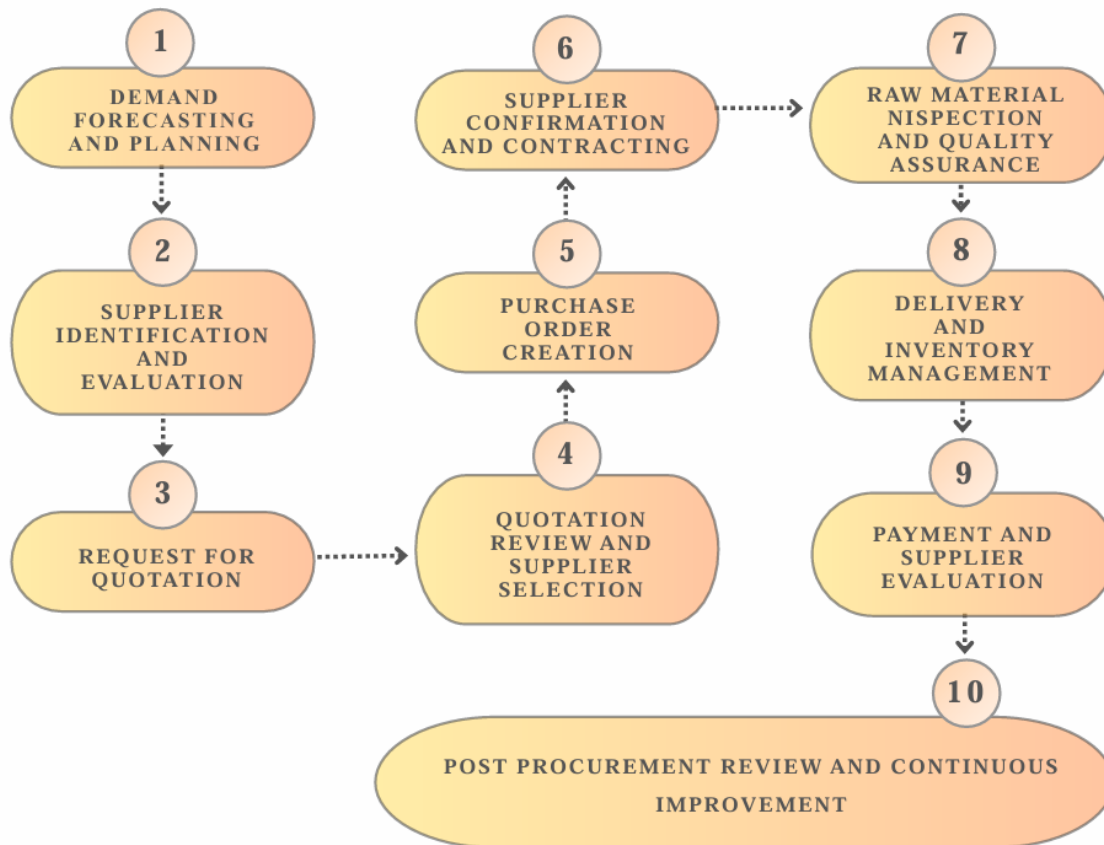 1
DEMAND
FORECASTING
AND PLANNING
2
SUPPLIER
IDENTIFICATION
AND
EVALUATION
3
REQUEST FOR
QUOTATION
4
QUOTATION
REVIEW AND
SUPPLIER
SELECTION
5
PURCHASE
ORDER
CREATION
6
SUPPLIER
CONFIRMATION
AND CONTRACTING
7
RAW MATERIAL
NISPECTION
AND QUALITY
ASSURANCE
8
DELIVERY
AND
INVENTORY
MANAGEMENT
9
PAYMENT AND
SUPPLIER
EVALUATION
10
POST PROCUREMENT REVIEW AND CONTINUOUS
IMPROVEMENT